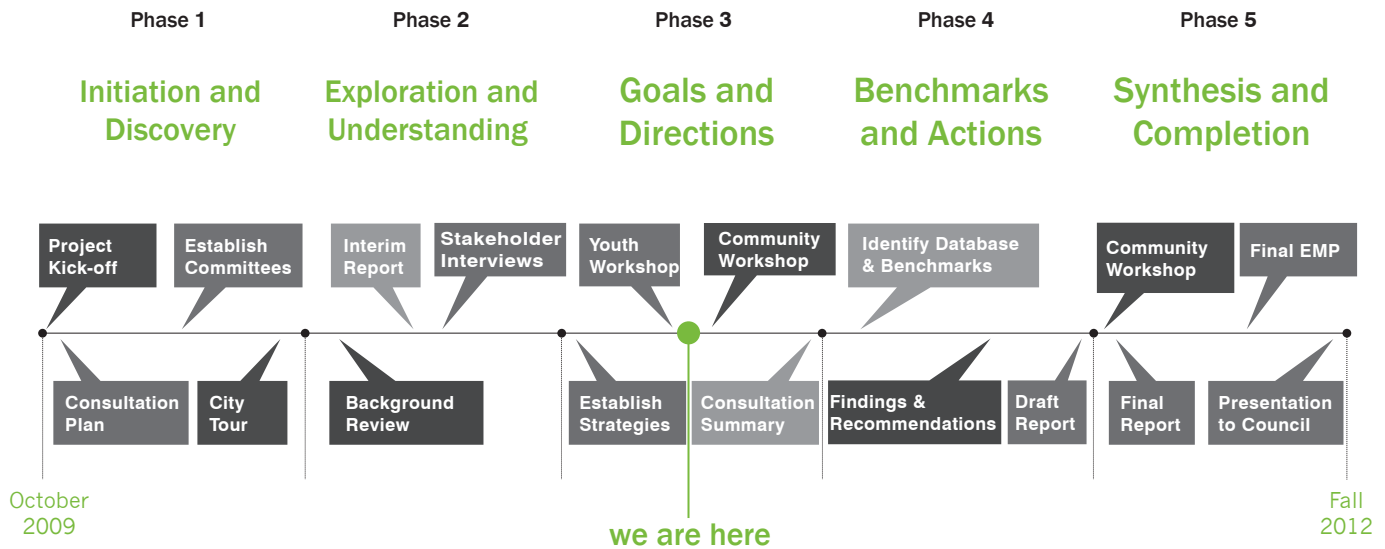 Phase 1
Phase 2
Phase 3
Phase 4
Phase 5
Initiation and
Discovery
Exploration and
Understanding
Goals and
Directions
Benchmarks
and Actions
Synthesis and
Completion
Project
Kick-off
Establish
Committees
Interim
Report
Stakeholder
Interviews
Youth
Workshop
Community
Workshop
Identify Database
& Benchmarks
Community
Workshop
Final EMP
Consultation
Plan
City
Tour
Background
Review
Establish
Strategies
Consultation
Summary
Findings &
Recommendations
Draft
Report
Final
Report
Presentation
to Council
October
2009
we are here
Fall
2012